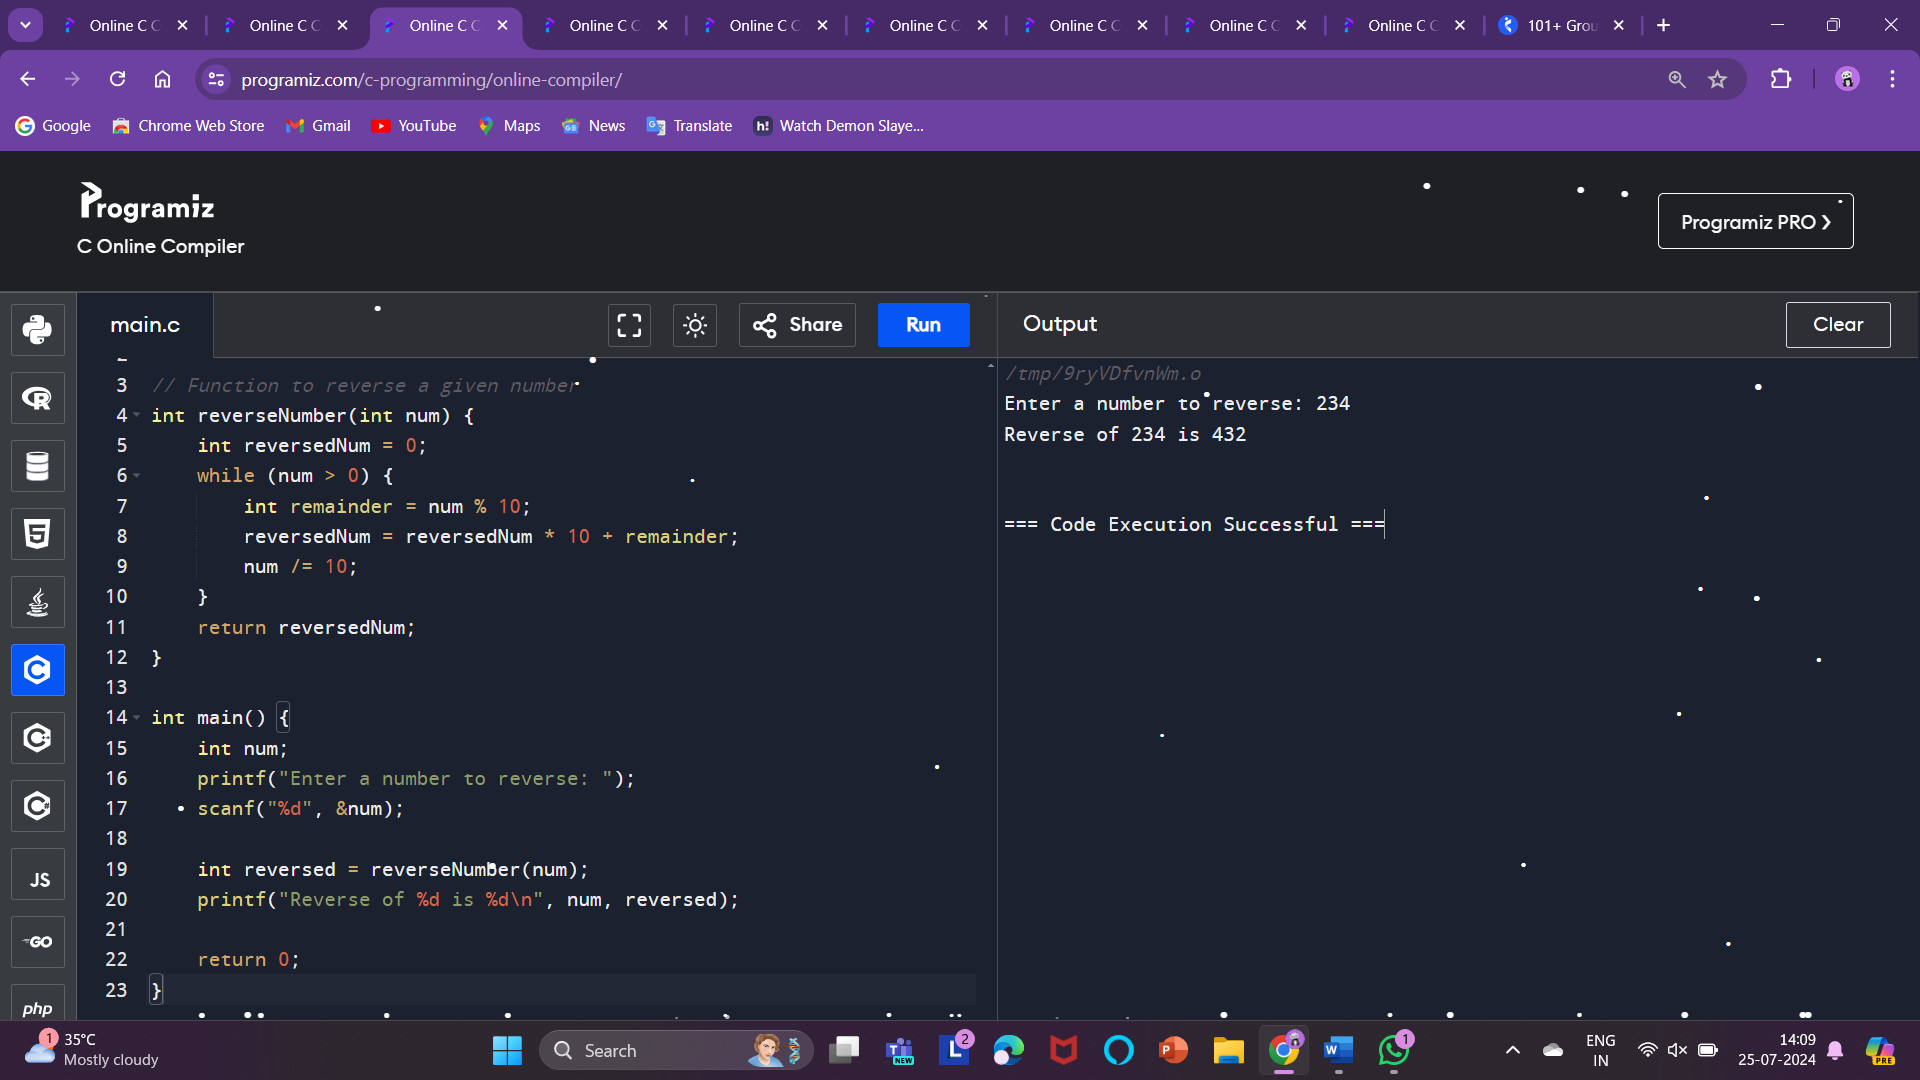 Online C C
Online C C
Online C C
Online C C
Online C C
Online C C
Online C C
Online C C
Online C C
101+ Grou
programiz.com/c-programming/online-compiler/
Google
Chrome Web Store
Gmail
YouTube
Maps
News
Translate
h!
Watch Demon Slaye...
Programiz
C Online Compiler
Programiz PRO ❯
main.c
Share
Run
Output
Clear
3 // Function to reverse a given number
4 int reverseNumber(int num) {
5 int reversedNum = 0;
6 while (num > 0) {
7 int remainder = num % 10;
8 reversedNum = reversedNum * 10 + remainder;
9 num /= 10;
10 }
11 return reversedNum;
12 }
13
14 int main() {
15 int num;
16 printf("Enter a number to reverse: ");
17 scanf("%d", &num);
18
19 int reversed = reverseNumber(num);
20 printf("Reverse of %d is %d\n", num, reversed);
21
22 return 0;
23 }
/tmp/9ryVDfvnWm.o
Enter a number to reverse: 234
Reverse of 234 is 432
=== Code Execution Successful ===
R
5
C
C
C
JS
GO
php
1
35°C
Mostly cloudy
Search
NEW
L
2
P
W
1
ENG
IN
14:09
25-07-2024
PRE